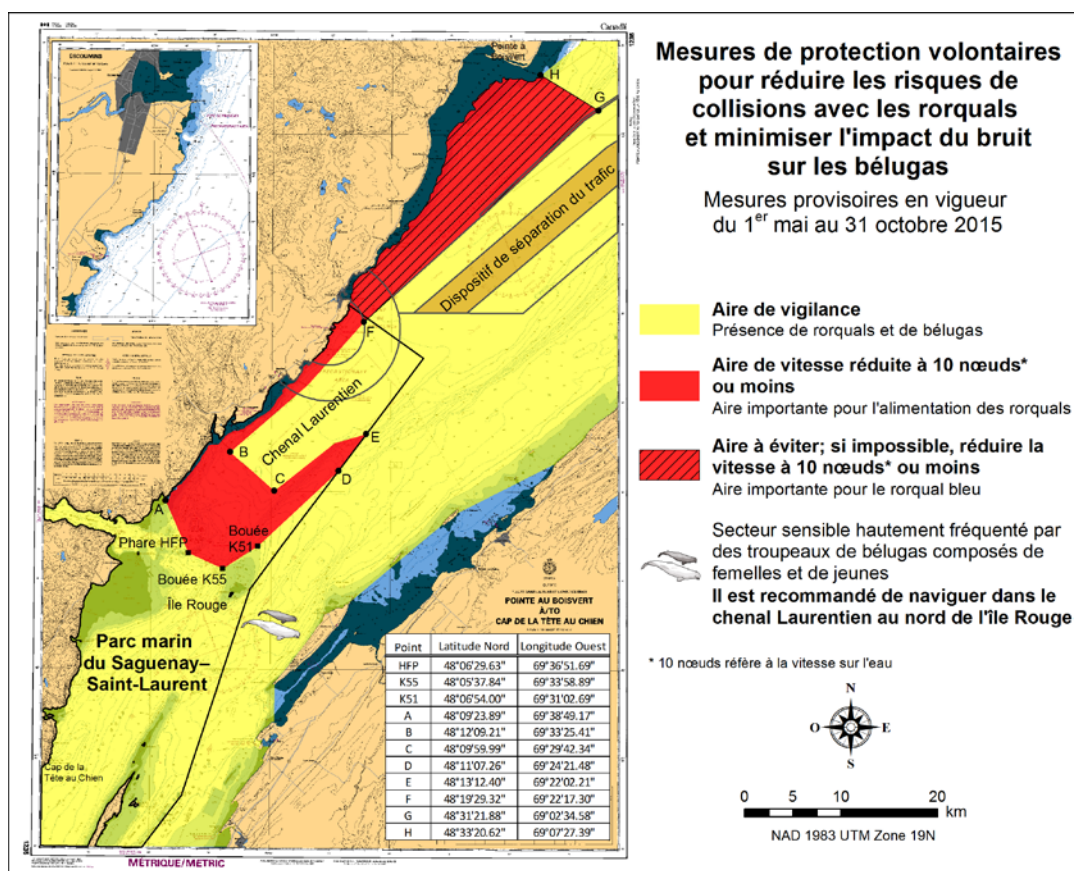 Canada
1236
ESCOUMINS
Pointe à
Boisvert
H
G
Dispositif de séparation du trafic
F
Chenal Laurentien
E
B
D
C
A
Bouée
K51
Phare HFP
Bouée K55
Île Rouge
Parc marin
du Saguenay–
Saint-Laurent
Cap de la
Tête au Chien
POINTE AU BOISVERT
À/TO
CAP DE LA TÊTE AU CHIEN
Point Latitude Nord Longitude Ouest
HFP 48°06'29.63" 69°36'51.69"
K55 48°05'37.84" 69°33'58.89"
K51 48°06'54.00" 69°31'02.69"
A 48°09'23.89" 69°38'49.17"
B 48°12'09.21" 69°33'25.41"
C 48°09'59.99" 69°29'42.34"
D 48°11'07.26" 69°24'21.48"
E 48°13'12.40" 69°22'02.21"
F 48°19'29.32" 69°22'17.30"
G 48°31'21.88" 69°02'34.58"
H 48°33'20.62" 69°07'27.39"
MÉTRIQUE/METRIC
Mesures de protection volontaires
pour réduire les risques de
collisions avec les rorquals
et minimiser l'impact du bruit
sur les bélugas
Mesures provisoires en vigueur
du 1er mai au 31 octobre 2015
Aire de vigilance
Présence de rorquals et de bélugas
Aire de vitesse réduite à 10 nœuds*
ou moins
Aire importante pour l'alimentation des rorquals
Aire à éviter; si impossible, réduire la
vitesse à 10 nœuds* ou moins
Aire importante pour le rorqual bleu
Secteur sensible hautement fréquenté par
des troupeaux de bélugas composés de
femelles et de jeunes
Il est recommandé de naviguer dans le
chenal Laurentien au nord de l'île Rouge
* 10 nœuds réfère à la vitesse sur l'eau
N
O E
S
0 5 10 20
km
NAD 1983 UTM Zone 19N